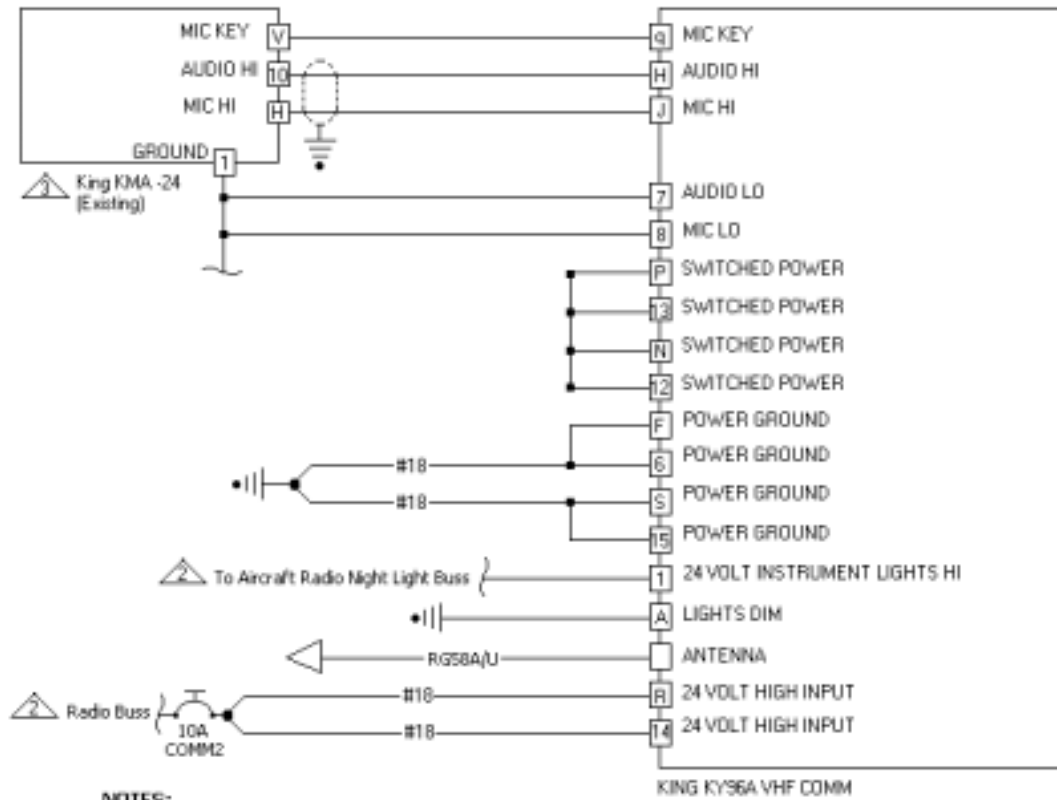 MIC KEY V q MIC KEY
AUDIO HI 10 H AUDIO HI
MIC HI H J MIC HI
GROUND 1
3 King KMA -24
(Existing)
7 AUDIO LO
8 MIC LO
P SWITCHED POWER
13 SWITCHED POWER
N SWITCHED POWER
12 SWITCHED POWER
F POWER GROUND
#18 6 POWER GROUND
#18 S POWER GROUND
15 POWER GROUND
2 To Aircraft Radio Night Light Buss 1 24 VOLT INSTRUMENT LIGHTS HI
A LIGHTS DIM
RG58A/U ANTENNA
#18 R 24 VOLT HIGH INPUT
2 Radio Buss
10A
COMM2
#18 14 24 VOLT HIGH INPUT
KING KY96A VHF COMM
NOTES: